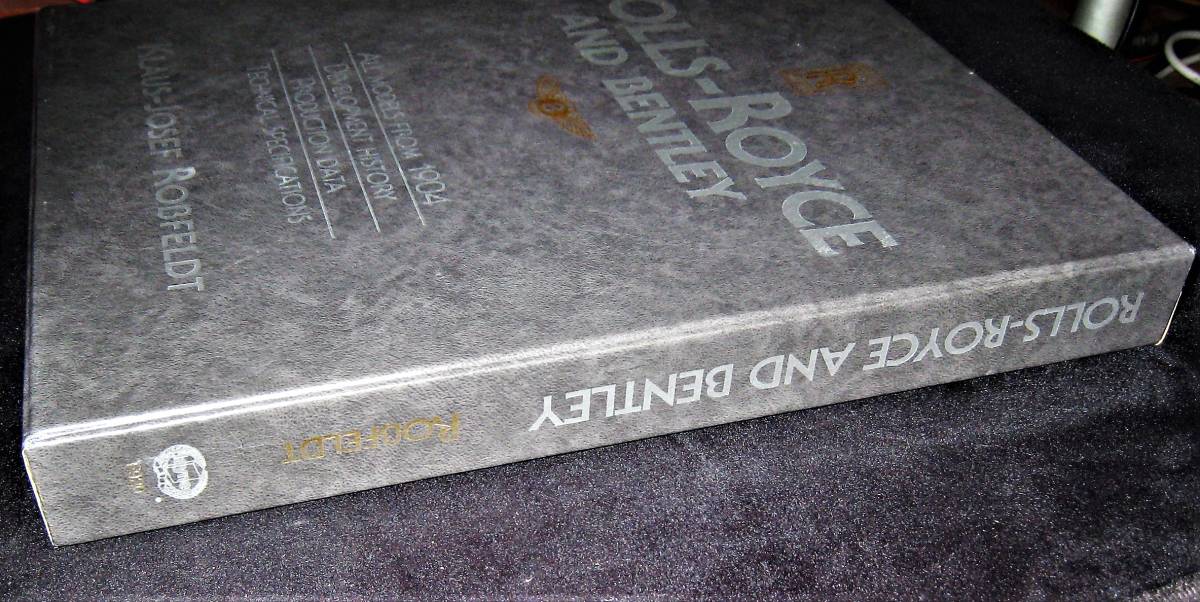 ROLLS-ROYCE
AND BENTLEY
ALL MODELS FROM 1904
DEVELOPMENT HISTORY
PRODUCTION DATA
TECHNICAL SPECIFICATIONS
KLAUS-JOSEF ROßFELDT
ROLLS-ROYCE AND BENTLEY
ROßFELDT